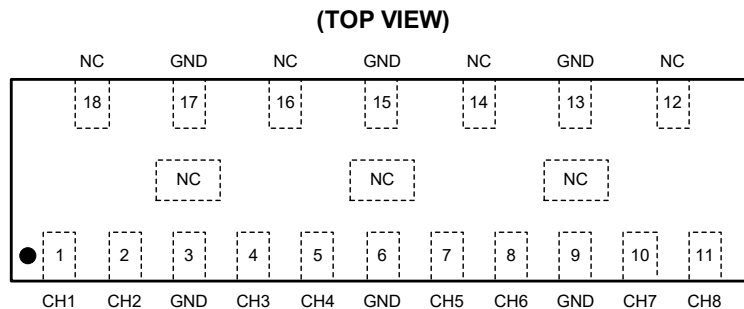 (TOP VIEW)
NC GND NC GND NC GND NC
18 17 16 15 14 13 12
NC NC NC
1 2 3 4 5 6 7 8 9 10 11
CH1 CH2 GND CH3 CH4 GND CH5 CH6 GND CH7 CH8